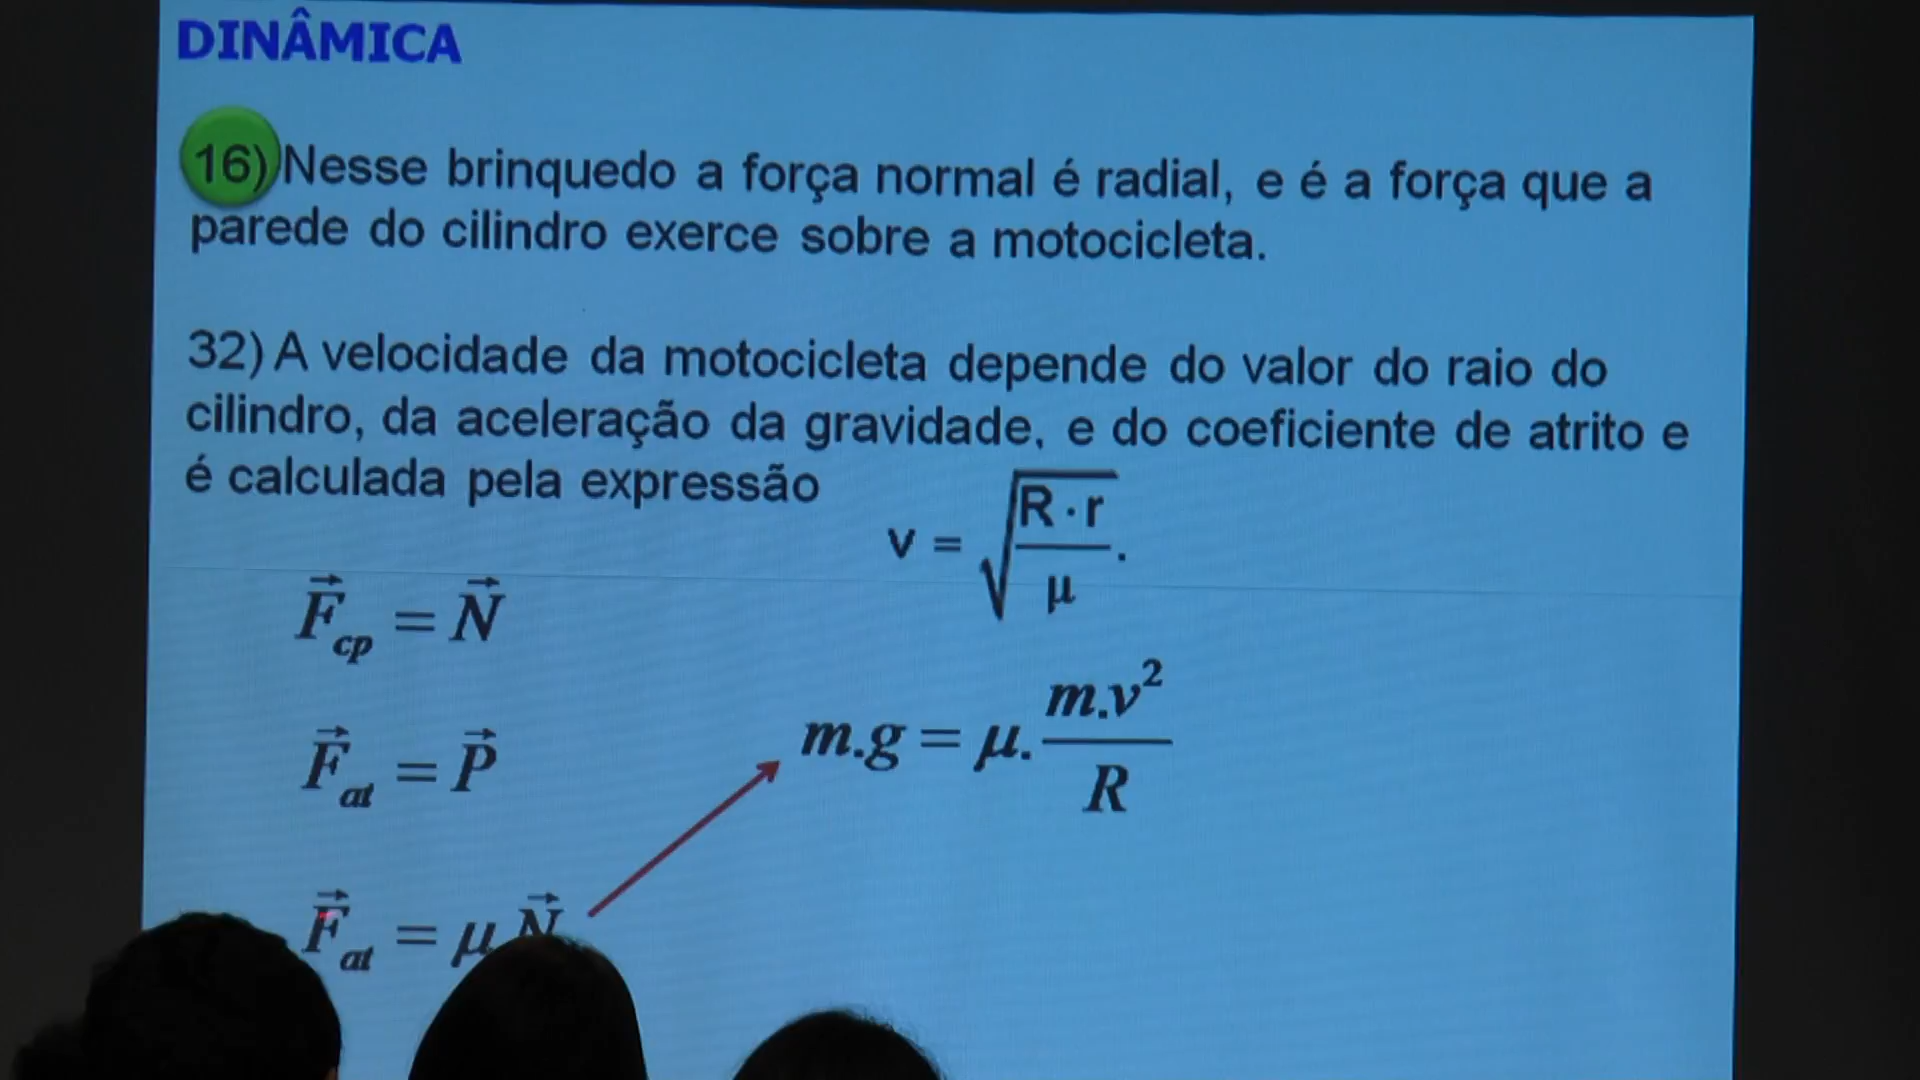 DINÂMICA
16) Nesse brinquedo a força normal é radial, e é a força que a
parede do cilindro exerce sobre a motocicleta.
32) A velocidade da motocicleta depende do valor do raio do
cilindro, da aceleração da gravidade, e do coeficiente de atrito e
é calculada pela expressão
v = √(R · r / μ).
F⃗cp = N⃗
F⃗at = P⃗
m.g = μ. m.v² / R
F⃗at = μ.N⃗